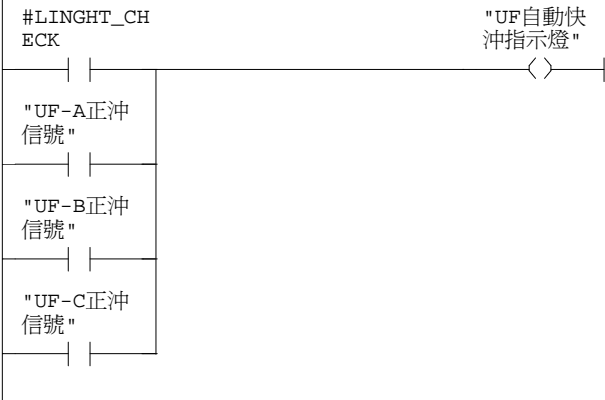 #LINGHT_CH
ECK
"UF自動快
沖指示燈"
"UF-A正沖
信號"
"UF-B正沖
信號"
"UF-C正沖
信號"